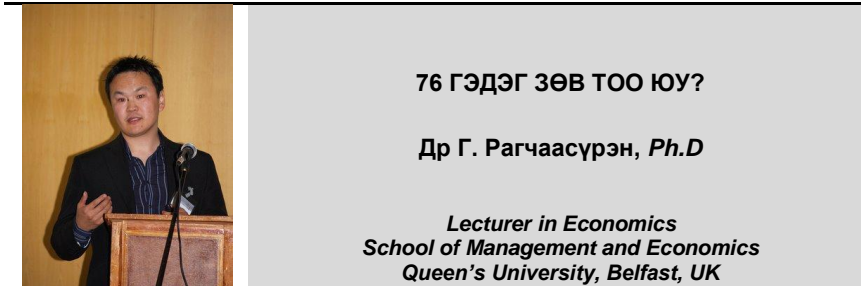 76 ГЭДЭГ ЗӨВ ТОО ЮУ?
Др Г. Рагчаасүрэн, Ph.D
Lecturer in Economics
School of Management and Economics
Queen's University, Belfast, UK